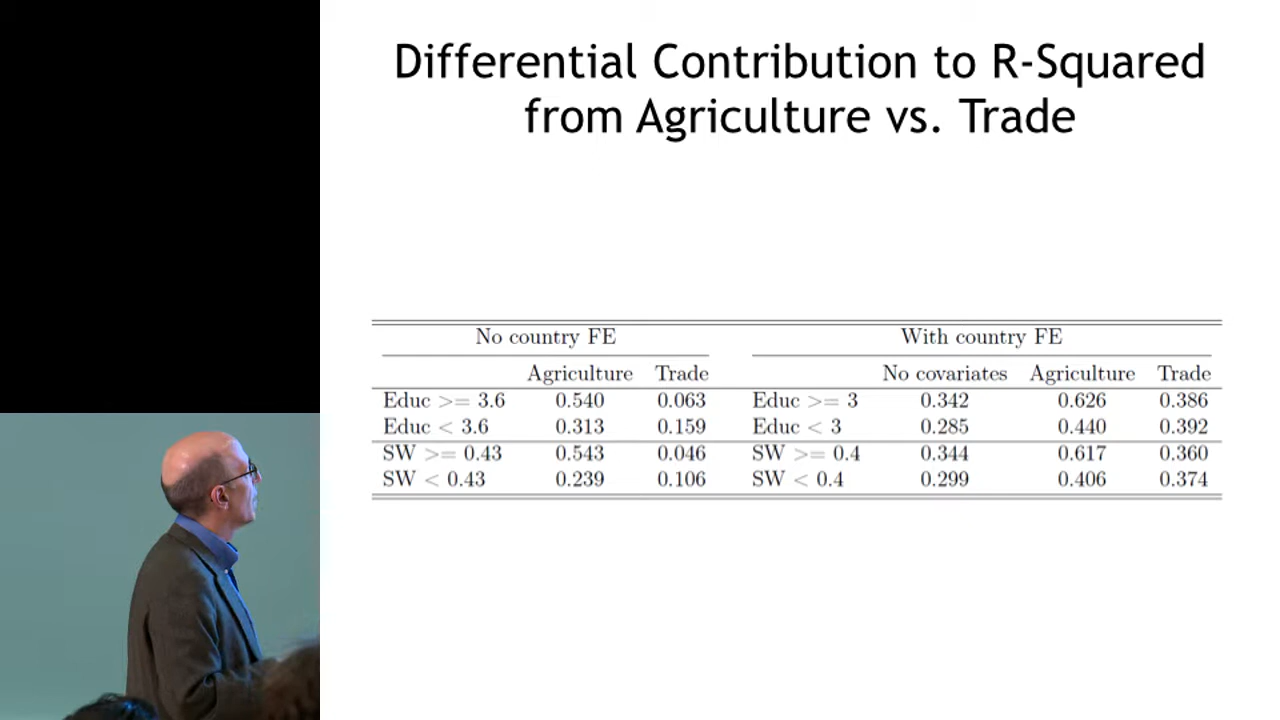 Differential Contribution to R-Squared
from Agriculture vs. Trade
No country FE With country FE
Agriculture Trade No covariates Agriculture Trade
Educ >= 3.6 0.540 0.063 Educ >= 3 0.342 0.626 0.386
Educ < 3.6 0.313 0.159 Educ < 3 0.285 0.440 0.392
SW >= 0.43 0.543 0.046 SW >= 0.4 0.344 0.617 0.360
SW < 0.43 0.239 0.106 SW < 0.4 0.299 0.406 0.374